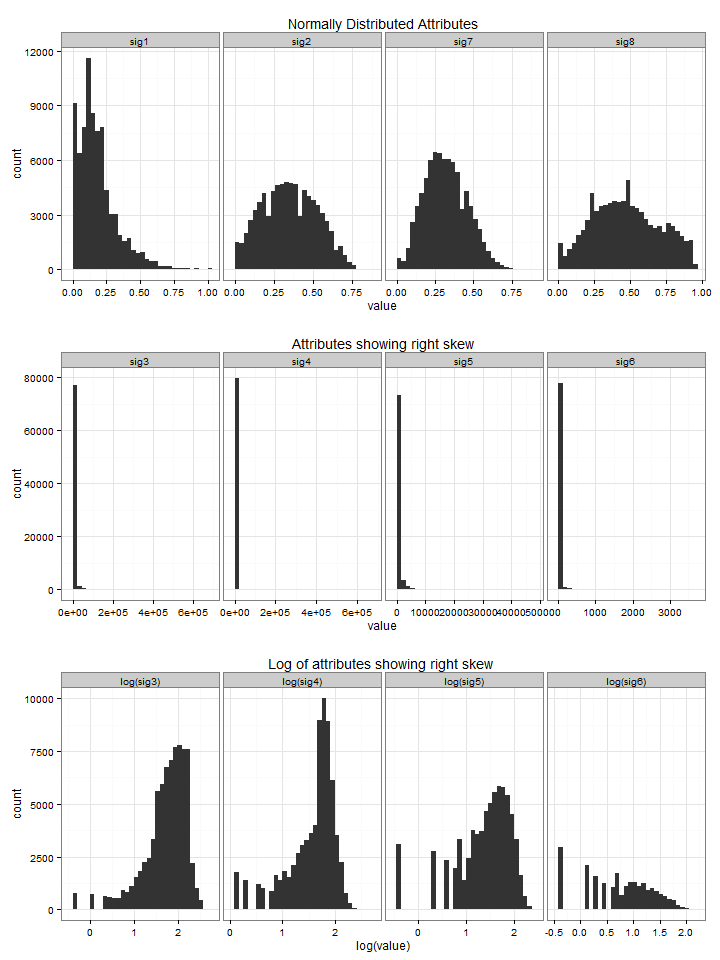 Normally Distributed Attributes
sig1 sig2 sig7 sig8
12000
9000
6000
3000
0
count
0.00 0.25 0.50 0.75 1.00 0.00 0.25 0.50 0.75 0.00 0.25 0.50 0.75 0.00 0.25 0.50 0.75 1.00
value
Attributes showing right skew
sig3 sig4 sig5 sig6
80000
60000
40000
20000
0
count
0e+00 2e+05 4e+05 6e+05 0e+00 2e+05 4e+05 6e+05 0 10000 20000 30000 40000 50000 0 1000 2000 3000
value
Log of attributes showing right skew
log(sig3) log(sig4) log(sig5) log(sig6)
10000
7500
5000
2500
0
count
0 1 2 0 1 2 0 1 2 -0.5 0.0 0.5 1.0 1.5 2.0
log(value)